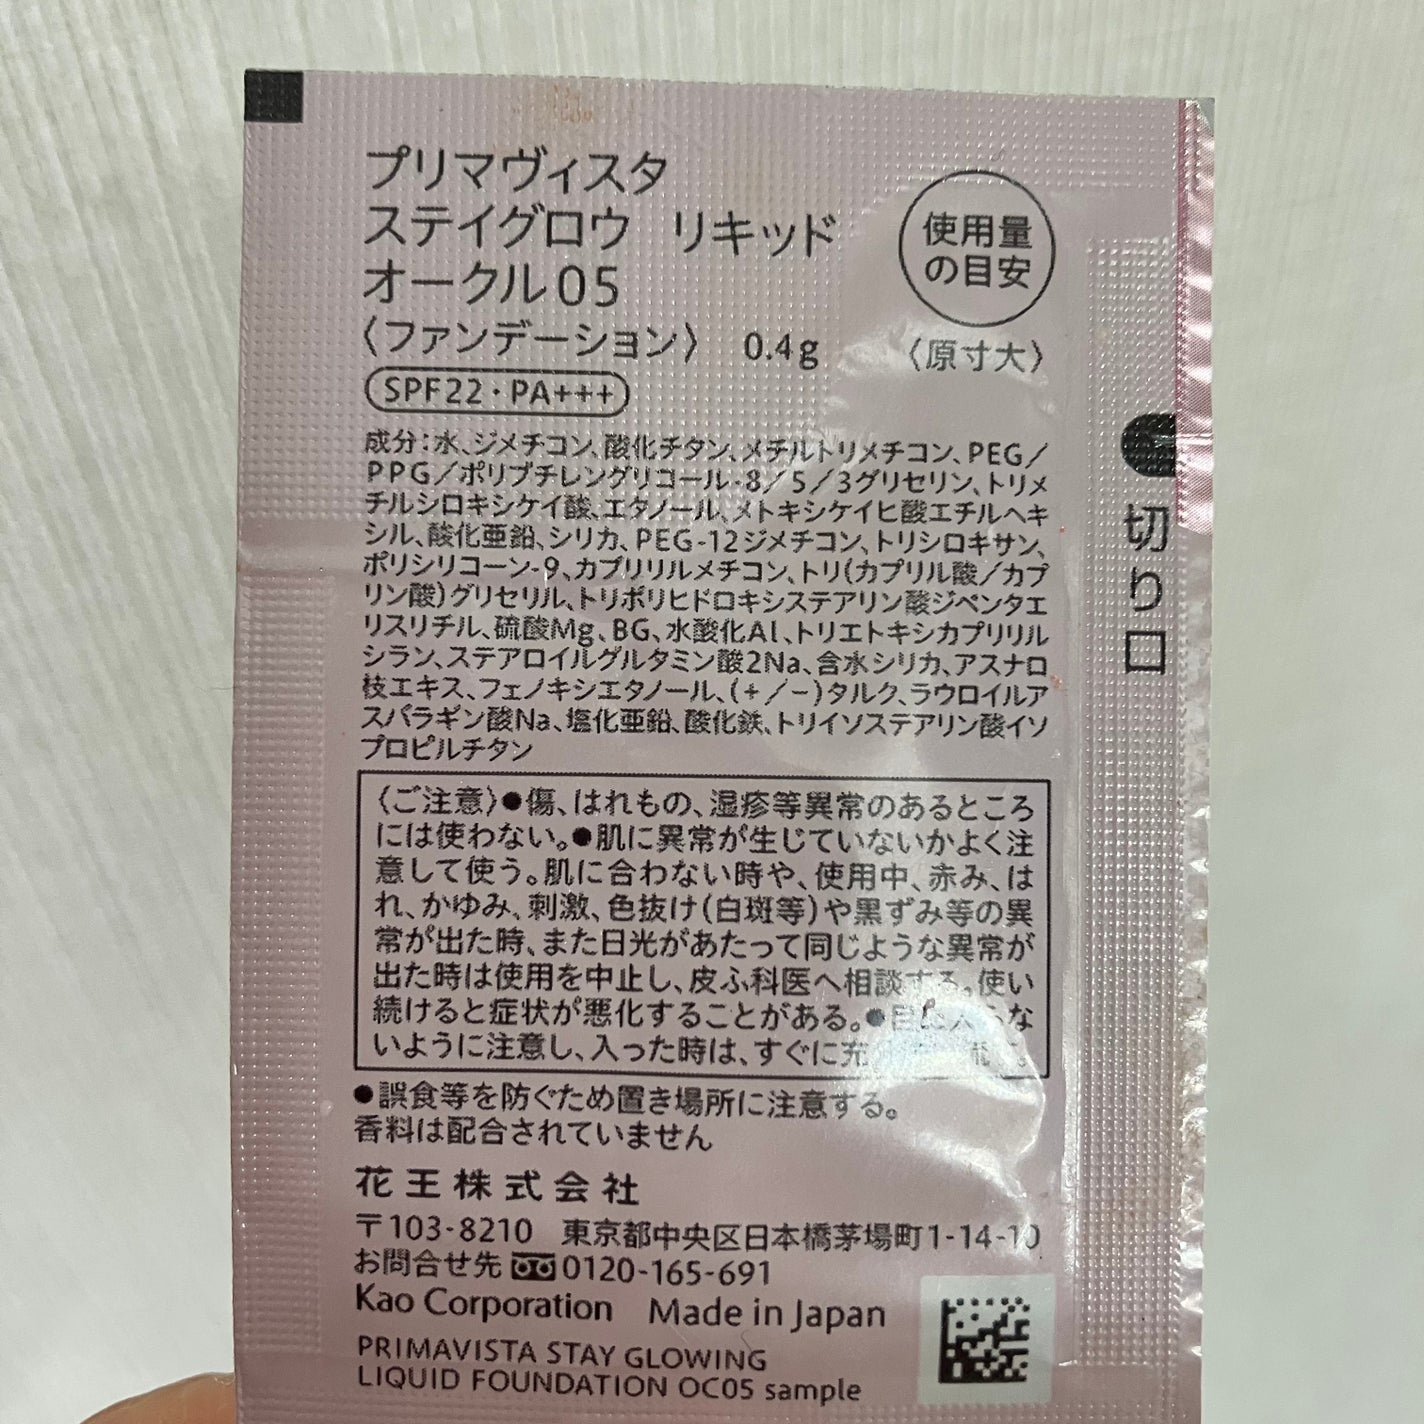 プリマヴィスタ
ステイグロウ リキッド
オークル05
〈ファンデーション〉 0.4g
SPF22・PA+++
使用量
の目安
〈原寸大〉
切り口
成分：水、ジメチコン、酸化チタン、メチルトリメチコン、PEG／
PPG／ポリブチレングリコール-8／5／3グリセリン、トリメ
チルシロキシケイ酸、エタノール、メトキシケイヒ酸エチルヘキ
シル、酸化亜鉛、シリカ、PEG-12ジメチコン、トリシロキサン、
ポリシリコーン-9、カプリリルメチコン、トリ(カプリル酸／カプ
リン酸)グリセリル、トリポリヒドロキシステアリン酸ジペンタエ
リスリチル、硫酸Mg、BG、水酸化Al、トリエトキシカプリリル
シラン、ステアロイルグルタミン酸2Na、含水シリカ、アスナロ
枝エキス、フェノキシエタノール、(+／−)タルク、ラウロイルア
スパラギン酸Na、塩化亜鉛、酸化鉄、トリイソステアリン酸イソ
プロピルチタン
〈ご注意〉●傷、はれもの、湿疹等異常のあるところ
には使わない。●肌に異常が生じていないかよく注
意して使う。肌に合わない時や、使用中、赤み、は
れ、かゆみ、刺激、色抜け(白斑等)や黒ずみ等の異
常が出た時、また日光があたって同じような異常が
出た時は使用を中止し、皮ふ科医へ相談する。使い
続けると症状が悪化することがある。●目に入らな
いように注意し、入った時は、すぐに充
●誤食等を防ぐため置き場所に注意する。
香料は配合されていません
花王株式会社
〒103-8210 東京都中央区日本橋茅場町1-14-10
お問合せ先 0120-165-691
Kao Corporation Made in Japan
PRIMAVISTA STAY GLOWING
LIQUID FOUNDATION OC05 sample